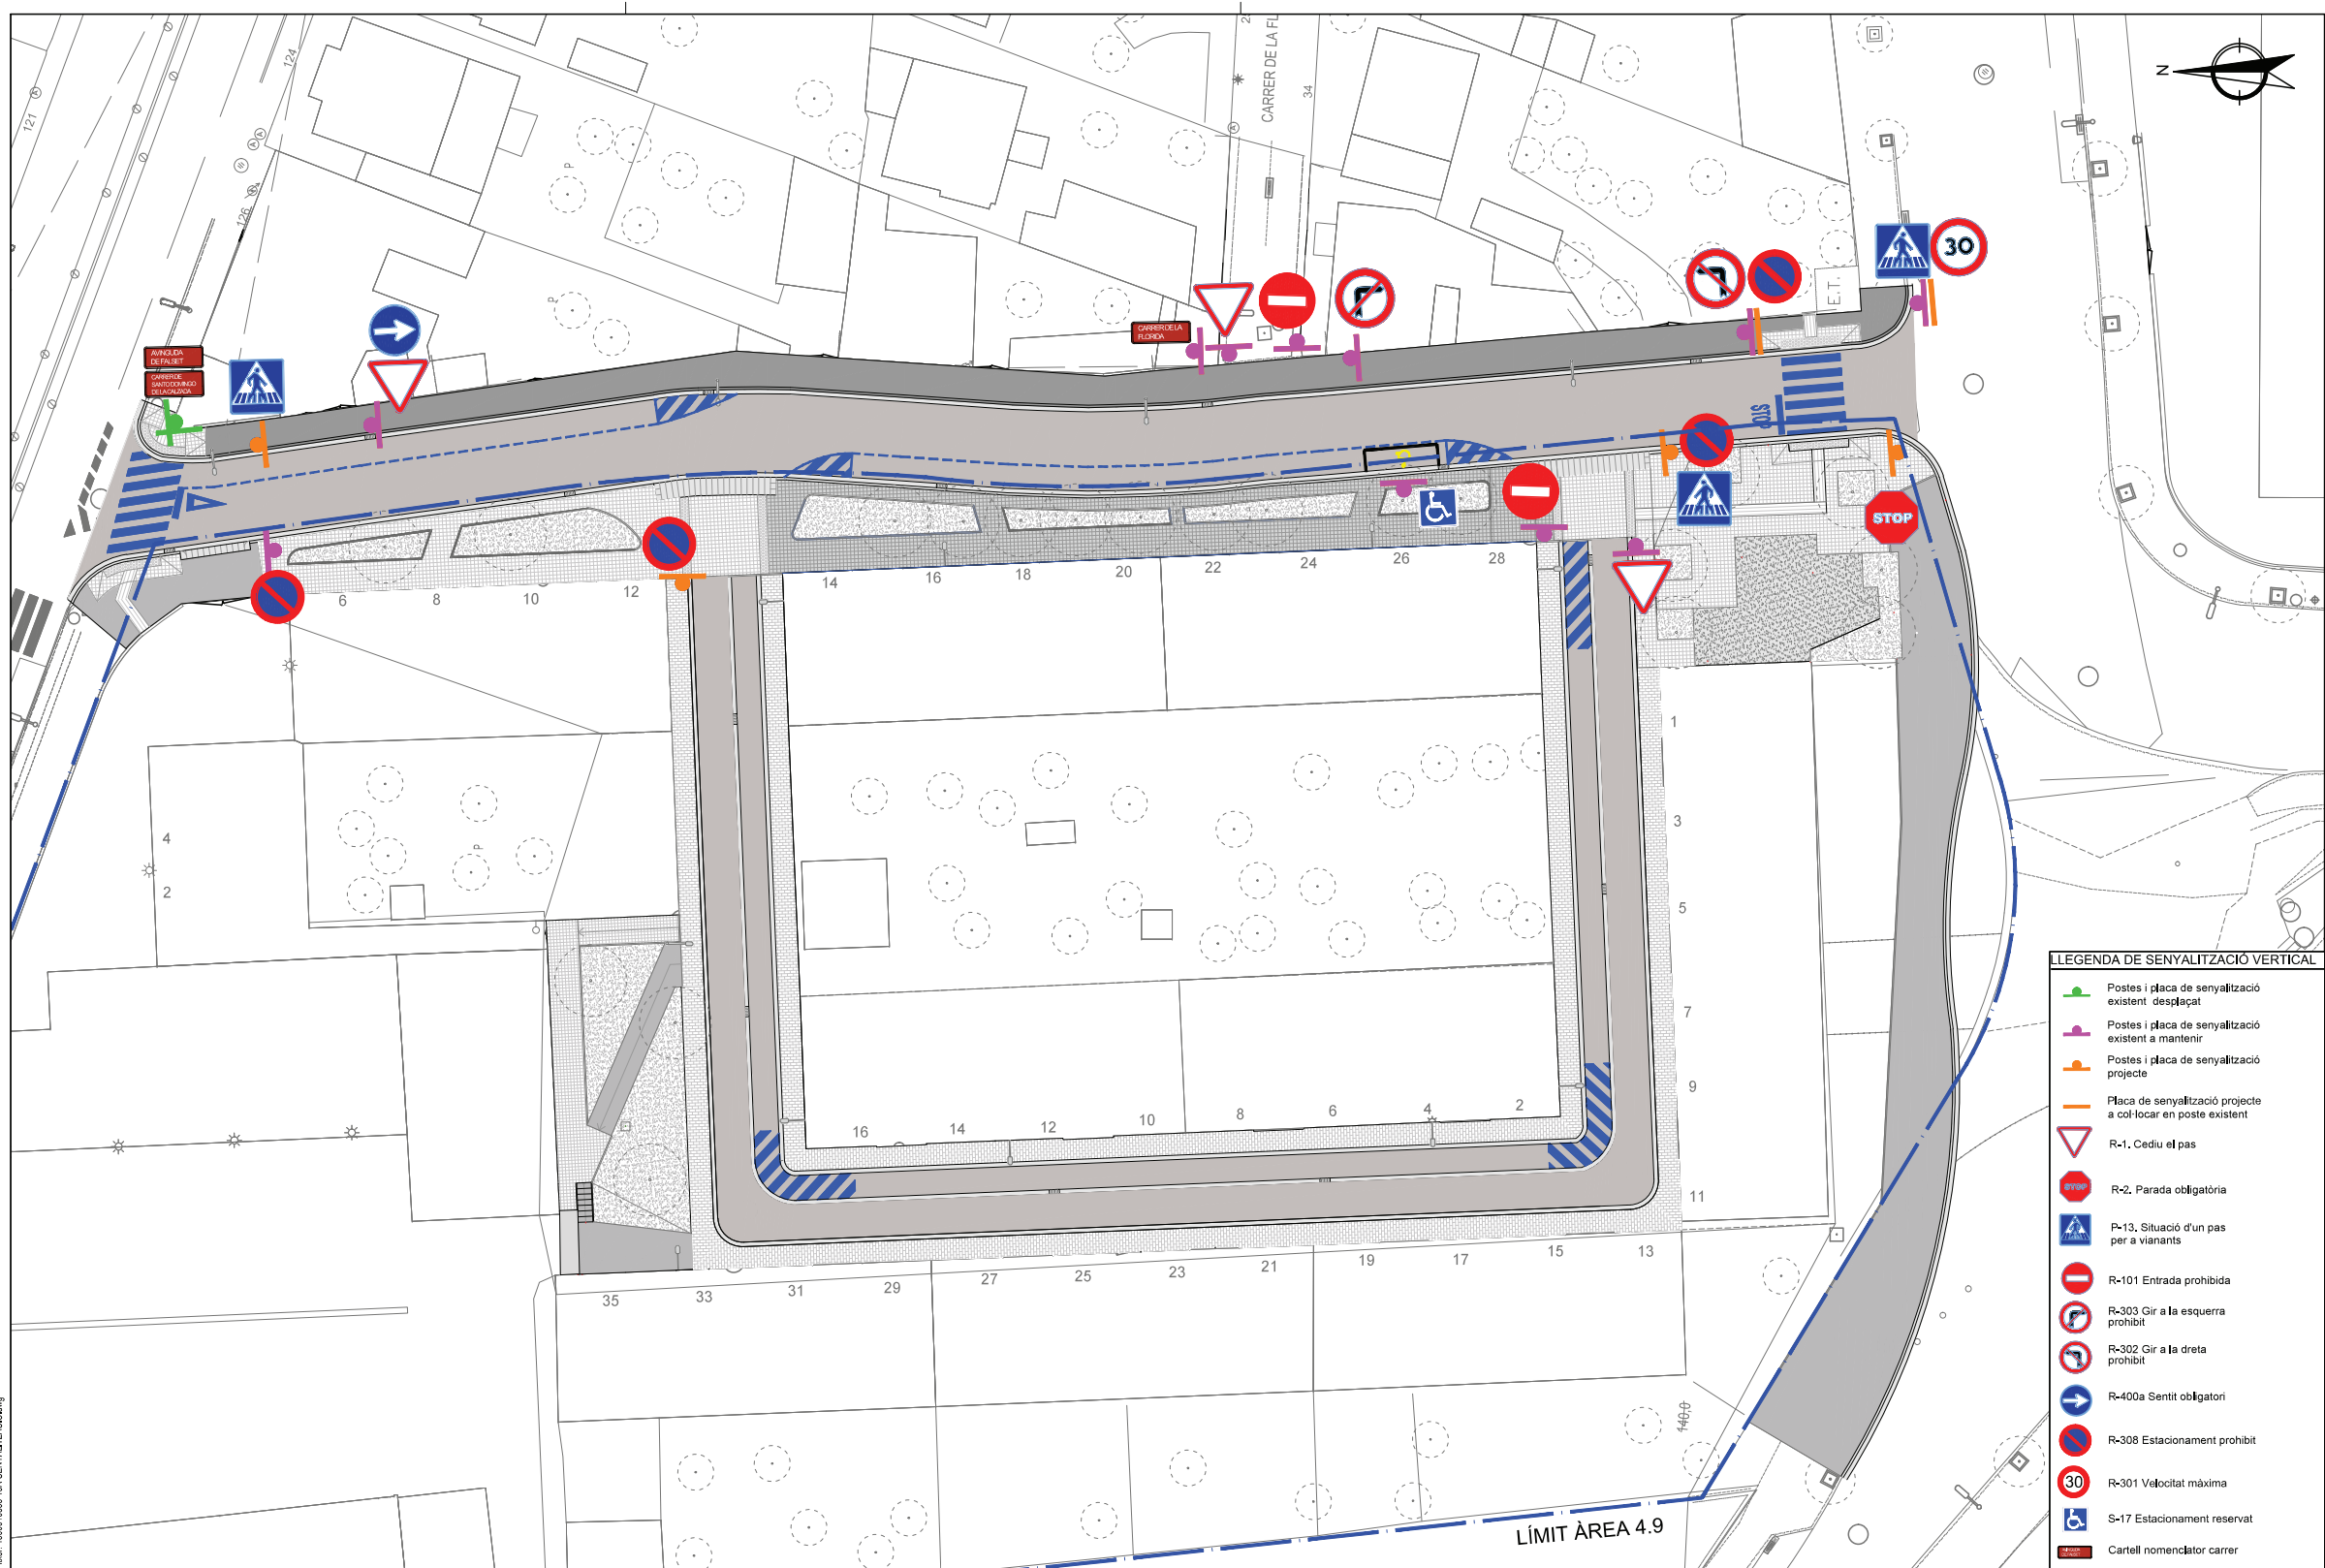 121
124
126
CARRER DE LA FL
34
N
P
P
E.T.
30
AVINGUDA
DE FALSET
CARRER DE
SANTO DOMINGO
DE LA CALZADA
CARRER DE LA
FLORIDA
STOP
STOP
6
8
10
12
14
16
18
20
22
24
26
28
1
3
5
7
9
11
4
2
P
16
14
12
10
8
6
4
2
35
33
31
29
27
25
23
21
19
17
15
13
140,0
LÍMIT ÀREA 4.9
LLEGENDA DE SENYALITZACIÓ VERTICAL
Postes i placa de senyalització
existent desplaçat
Postes i placa de senyalització
existent a mantenir
Postes i placa de senyalització
projecte
Placa de senyalització projecte
a col·locar en poste existent
R-1. Cediu el pas
STOP
R-2. Parada obligatòria
P-13. Situació d'un pas
per a vianants
R-101 Entrada prohibida
R-303 Gir a la esquerra
prohibit
R-302 Gir a la dreta
prohibit
R-400a Sentit obligatori
R-308 Estacionament prohibit
30
R-301 Velocitat màxima
S-17 Estacionament reservat
Cartell nomenclator carrer